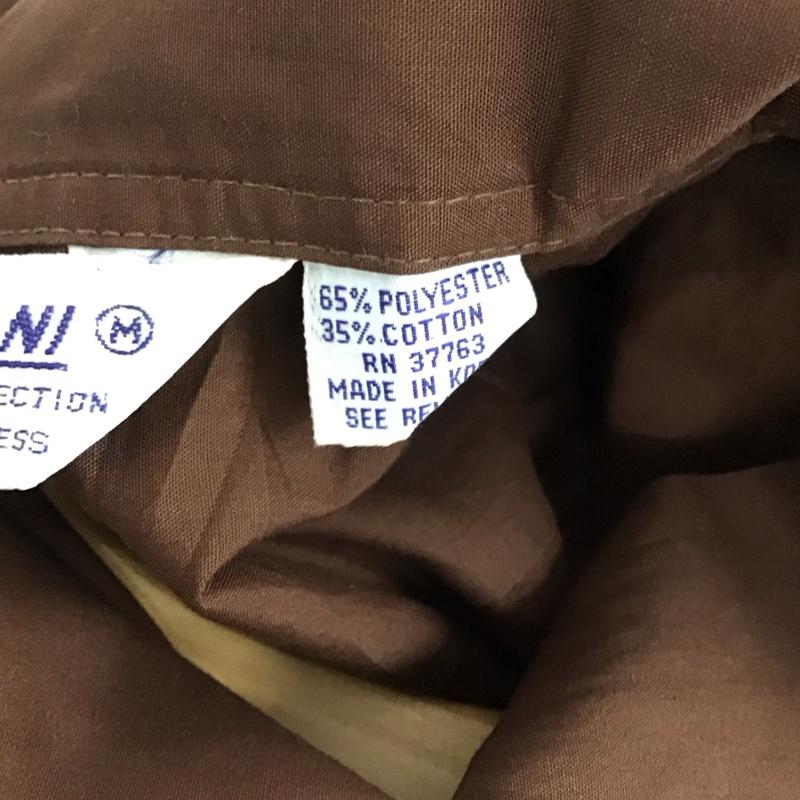 NI Ⓜ
ECTION
ESS
65% POLYESTER
35% COTTON
RN 37763
MADE IN KO
SEE RE